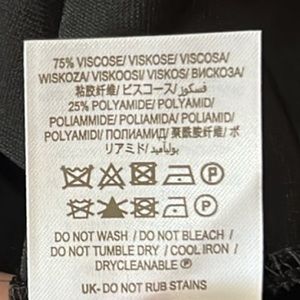 75% VISCOSE/ VISKOSE/ VISCOSA/
WISKOZA/ VISKOOSI/ VISKOS/ ВИСКОЗА/
粘胶纤维/ ビスコース/ فسكوز/
25% POLYAMIDE/ POLYAMID/
POLIAMMIDE/ POLIAMIDA/ POLIAMID/
POLYAMIDI/ ПОЛИАМИД/ 聚酰胺纤维/ ポ
リアミド/ بولياميد
P
P
DO NOT WASH / DO NOT BLEACH /
DO NOT TUMBLE DRY / COOL IRON /
DRYCLEANABLE Ⓟ
UK- DO NOT RUB STAINS